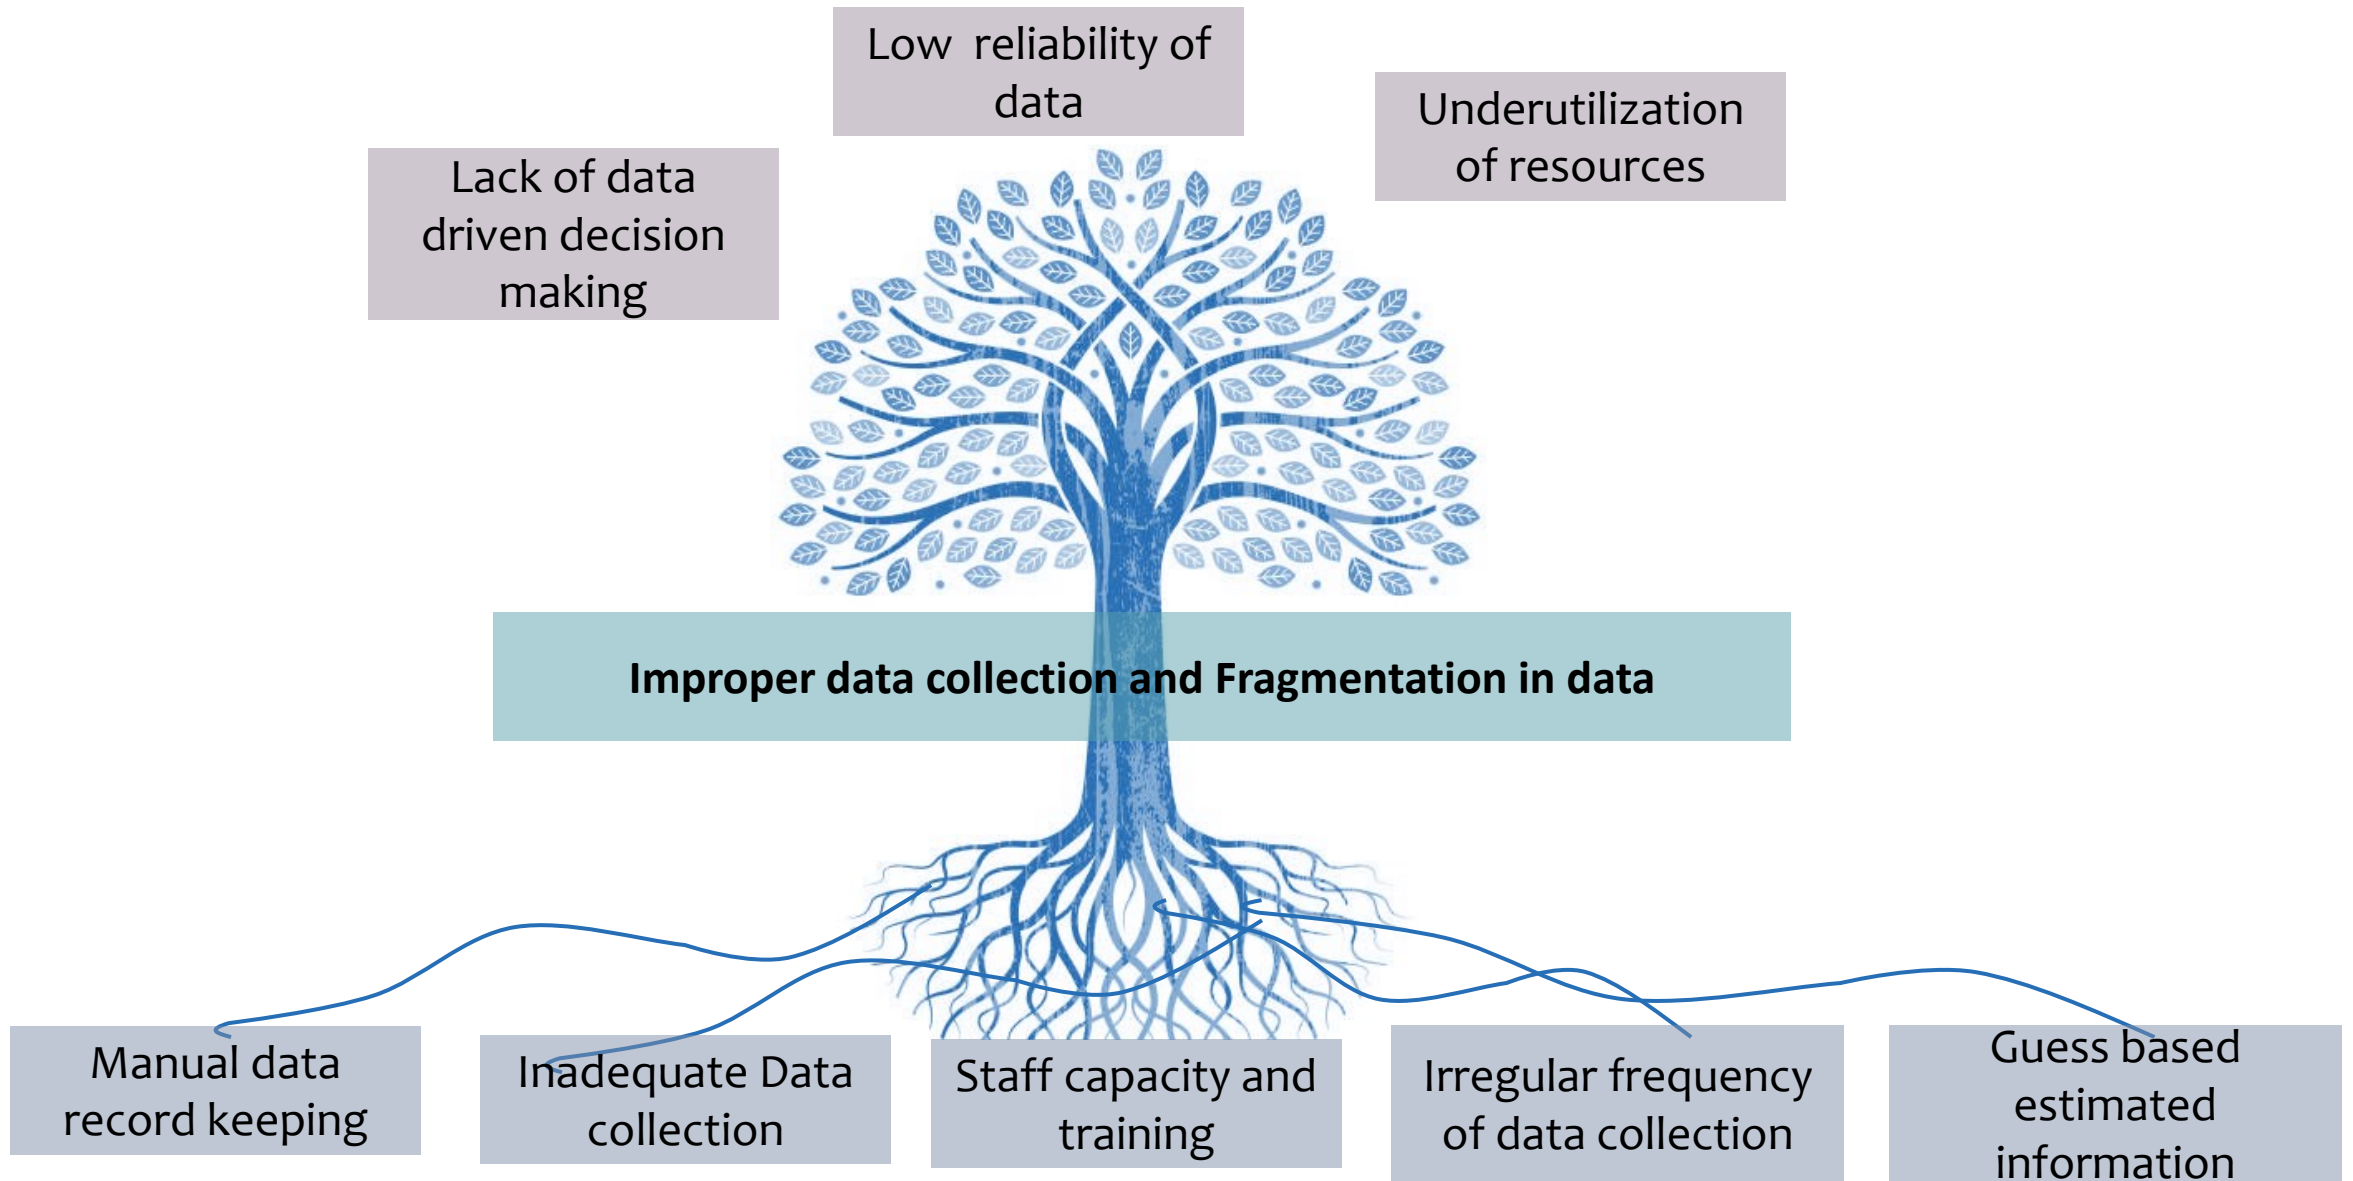 Low reliability of
data
Underutilization
of resources
Lack of data
driven decision
making
Improper data collection and Fragmentation in data
Manual data
record keeping
Inadequate Data
collection
Staff capacity and
training
Irregular frequency
of data collection
Guess based
estimated
information